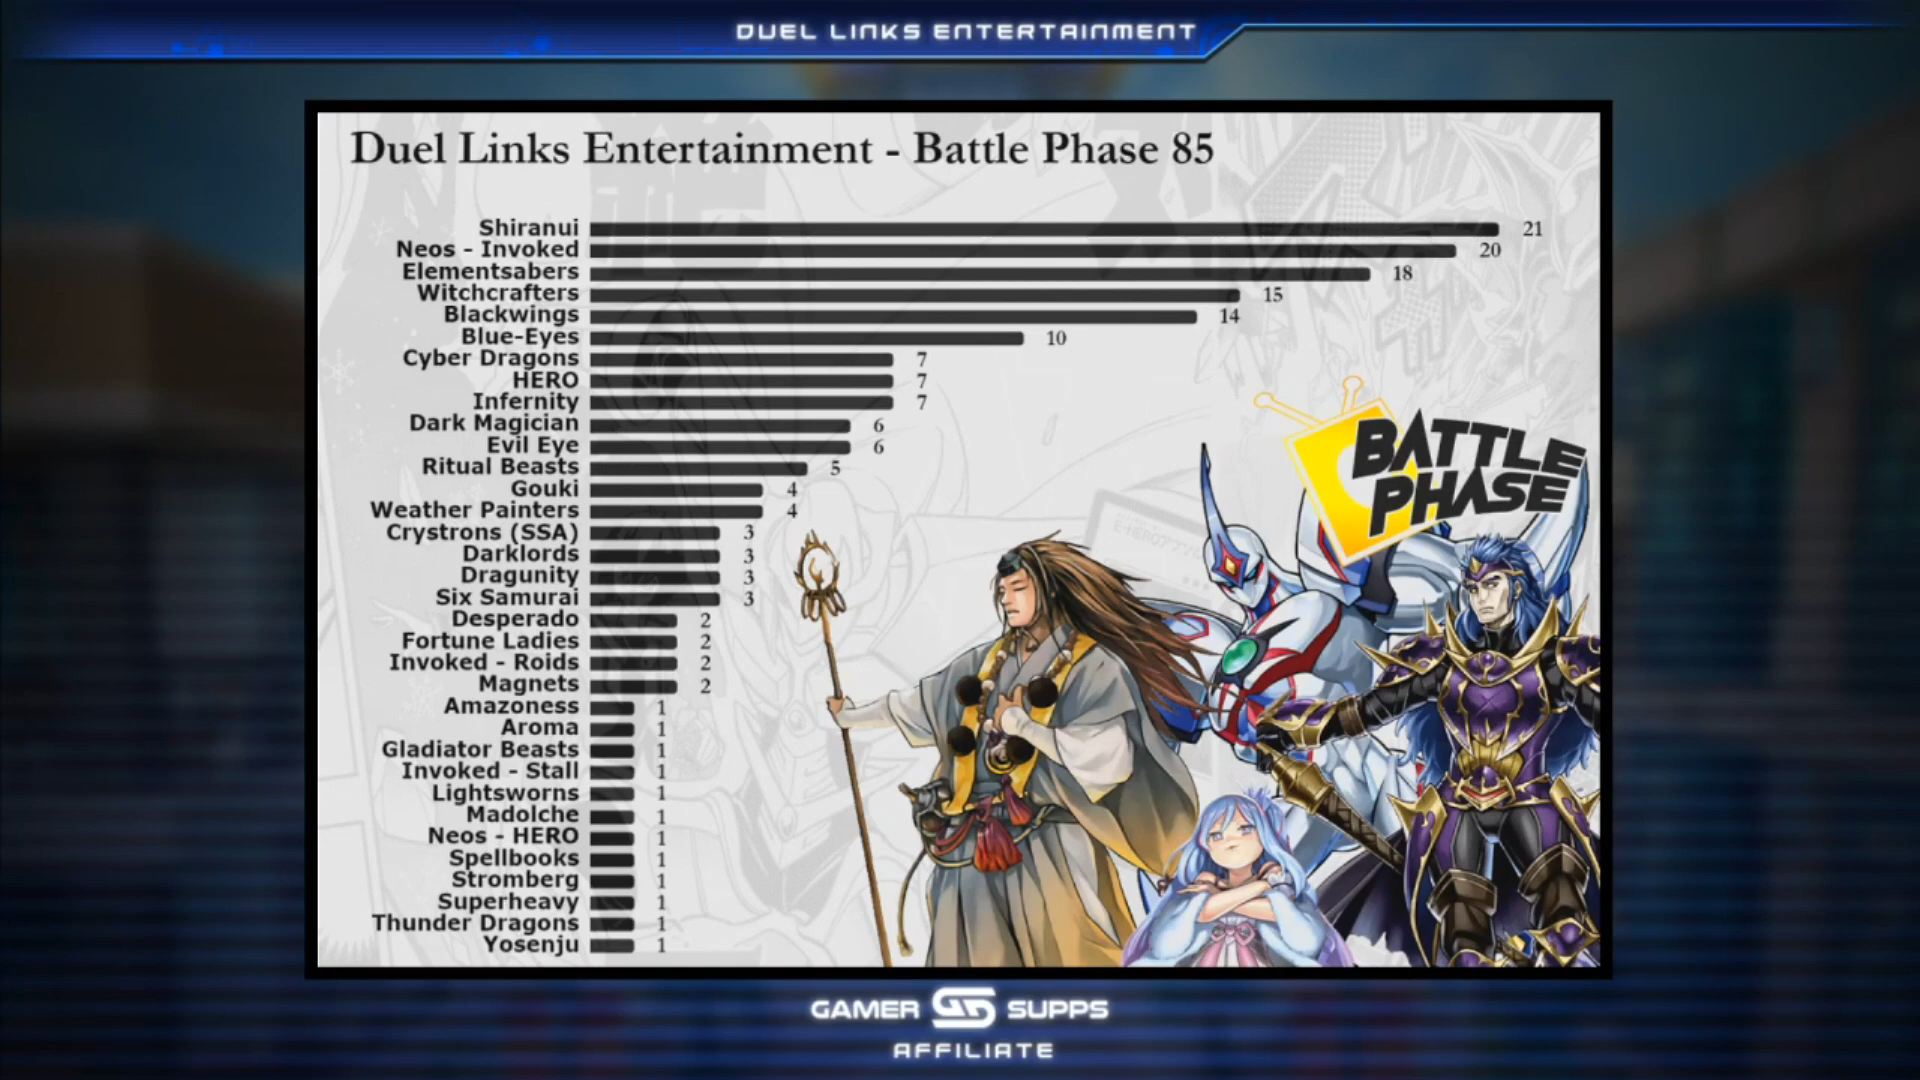 DUEL LINKS ENTERTAINMENT
Duel Links Entertainment - Battle Phase 85
Shiranui 21
Neos - Invoked 20
Elementsabers 18
Witchcrafters 15
Blackwings 14
Blue-Eyes 10
Cyber Dragons 7
HERO 7
Infernity 7
Dark Magician 6
Evil Eye 6
Ritual Beasts 5
Gouki 4
Weather Painters 4
Crystrons (SSA) 3
Darklords 3
Dragunity 3
Six Samurai 3
Desperado 2
Fortune Ladies 2
Invoked - Roids 2
Magnets 2
Amazoness 1
Aroma 1
Gladiator Beasts 1
Invoked - Stall 1
Lightsworns 1
Madolche 1
Neos - HERO 1
Spellbooks 1
Stromberg 1
Superheavy 1
Thunder Dragons 1
Yosenju 1
BATTLE
PHASE
GAMER SUPPS
AFFILIATE